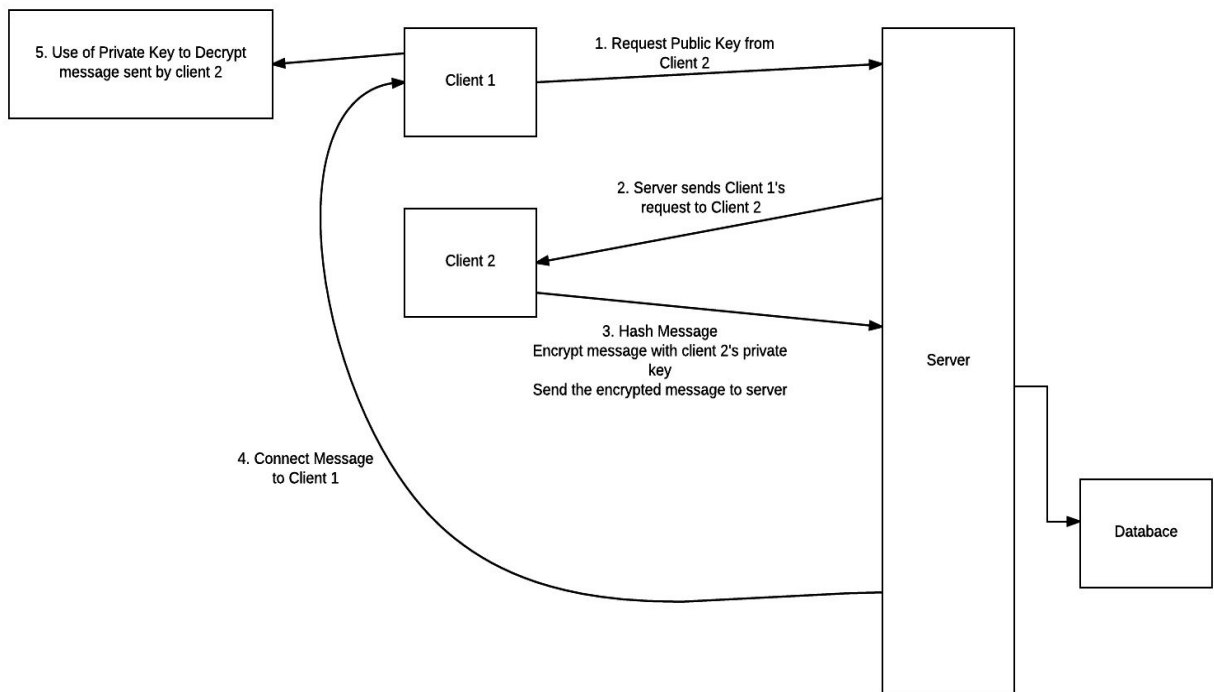 5. Use of Private Key to Decrypt
message sent by client 2
Client 1
1. Request Public Key from
Client 2
2. Server sends Client 1's
request to Client 2
Client 2
3. Hash Message
Encrypt message with client 2's private
key
Send the encrypted message to server
Server
4. Connect Message
to Client 1
Databace